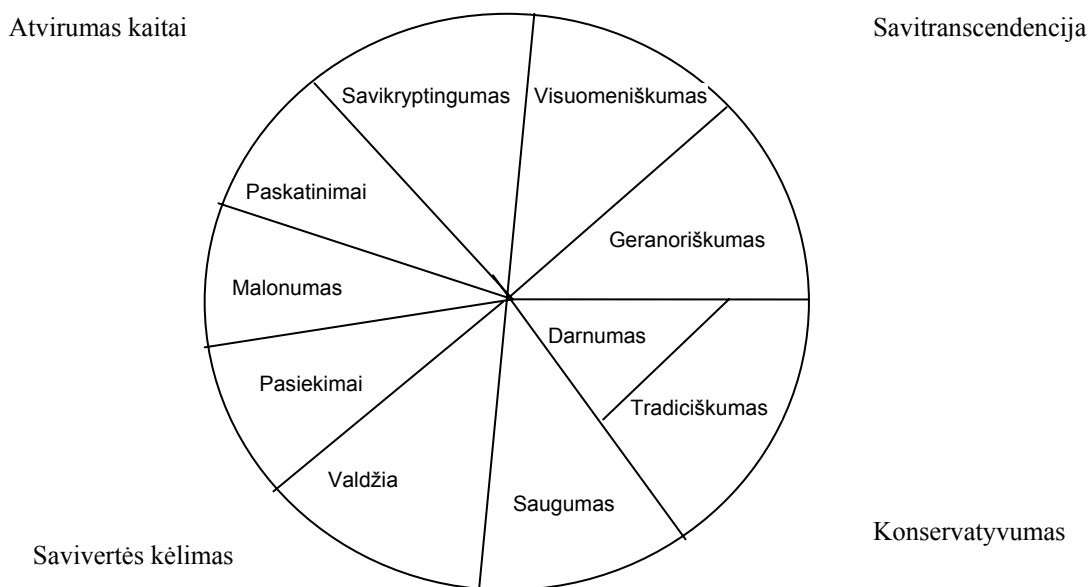 Atvirumas kaitai
Savitranscendencija
Savikryptingumas
Visuomeniškumas
Paskatinimai
Geranoriškumas
Malonumas
Darnumas
Pasiekimai
Tradiciškumas
Valdžia
Saugumas
Konservatyvumas
Savivertės kėlimas